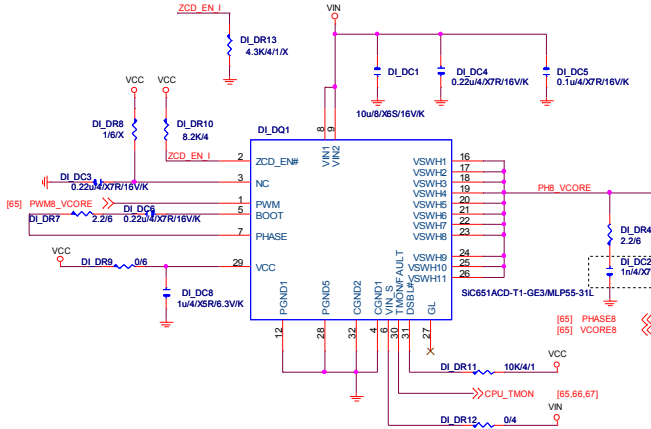 ZCD_EN_I
VIN
DI_DR13
4.3K/4/1/X
DI_DC1
10u/8/X6S/16V/K
DI_DC4
0.22u/4/X7R/16V/K
DI_DC5
0.1u/4/X7R/16V/K
VCC
VCC
DI_DR8
1/6/X
DI_DR10
8.2K/4
DI_DQ1
8
9
VIN1
VIN2
ZCD_EN_I
2
ZCD_EN#
DI_DC3
0.22u/4/X7R/16V/K
3
NC
[65] PWM8_VCORE
1
PWM
DI_DR7
2.2/6
DI_DC6
0.22u/4/X7R/16V/K
5
BOOT
7
PHASE
VCC
DI_DR9
0/6
29
VCC
DI_DC8
1u/4/X5R/6.3V/K
VSWH1
16
VSWH2
17
VSWH3
18
VSWH4
19
VSWH5
20
VSWH6
21
VSWH7
22
VSWH8
23
VSWH9
24
VSWH10
25
VSWH11
26
PH8_VCORE
DI_DR4
2.2/6
DI_DC2
1n/4/X7
SiC651ACD-T1-GE3/MLP55-31L
[65] PHASE8
[65] VCORE8
PGND1
PGND5
CGND2
CGND1
VIN_S
TMON/FAULT
DSBL#
GL
12
28
32
4
6
30
31
27
DI_DR11
10K/4/1
VCC
CPU_TMON
[65,66,67]
DI_DR12
0/4
VIN